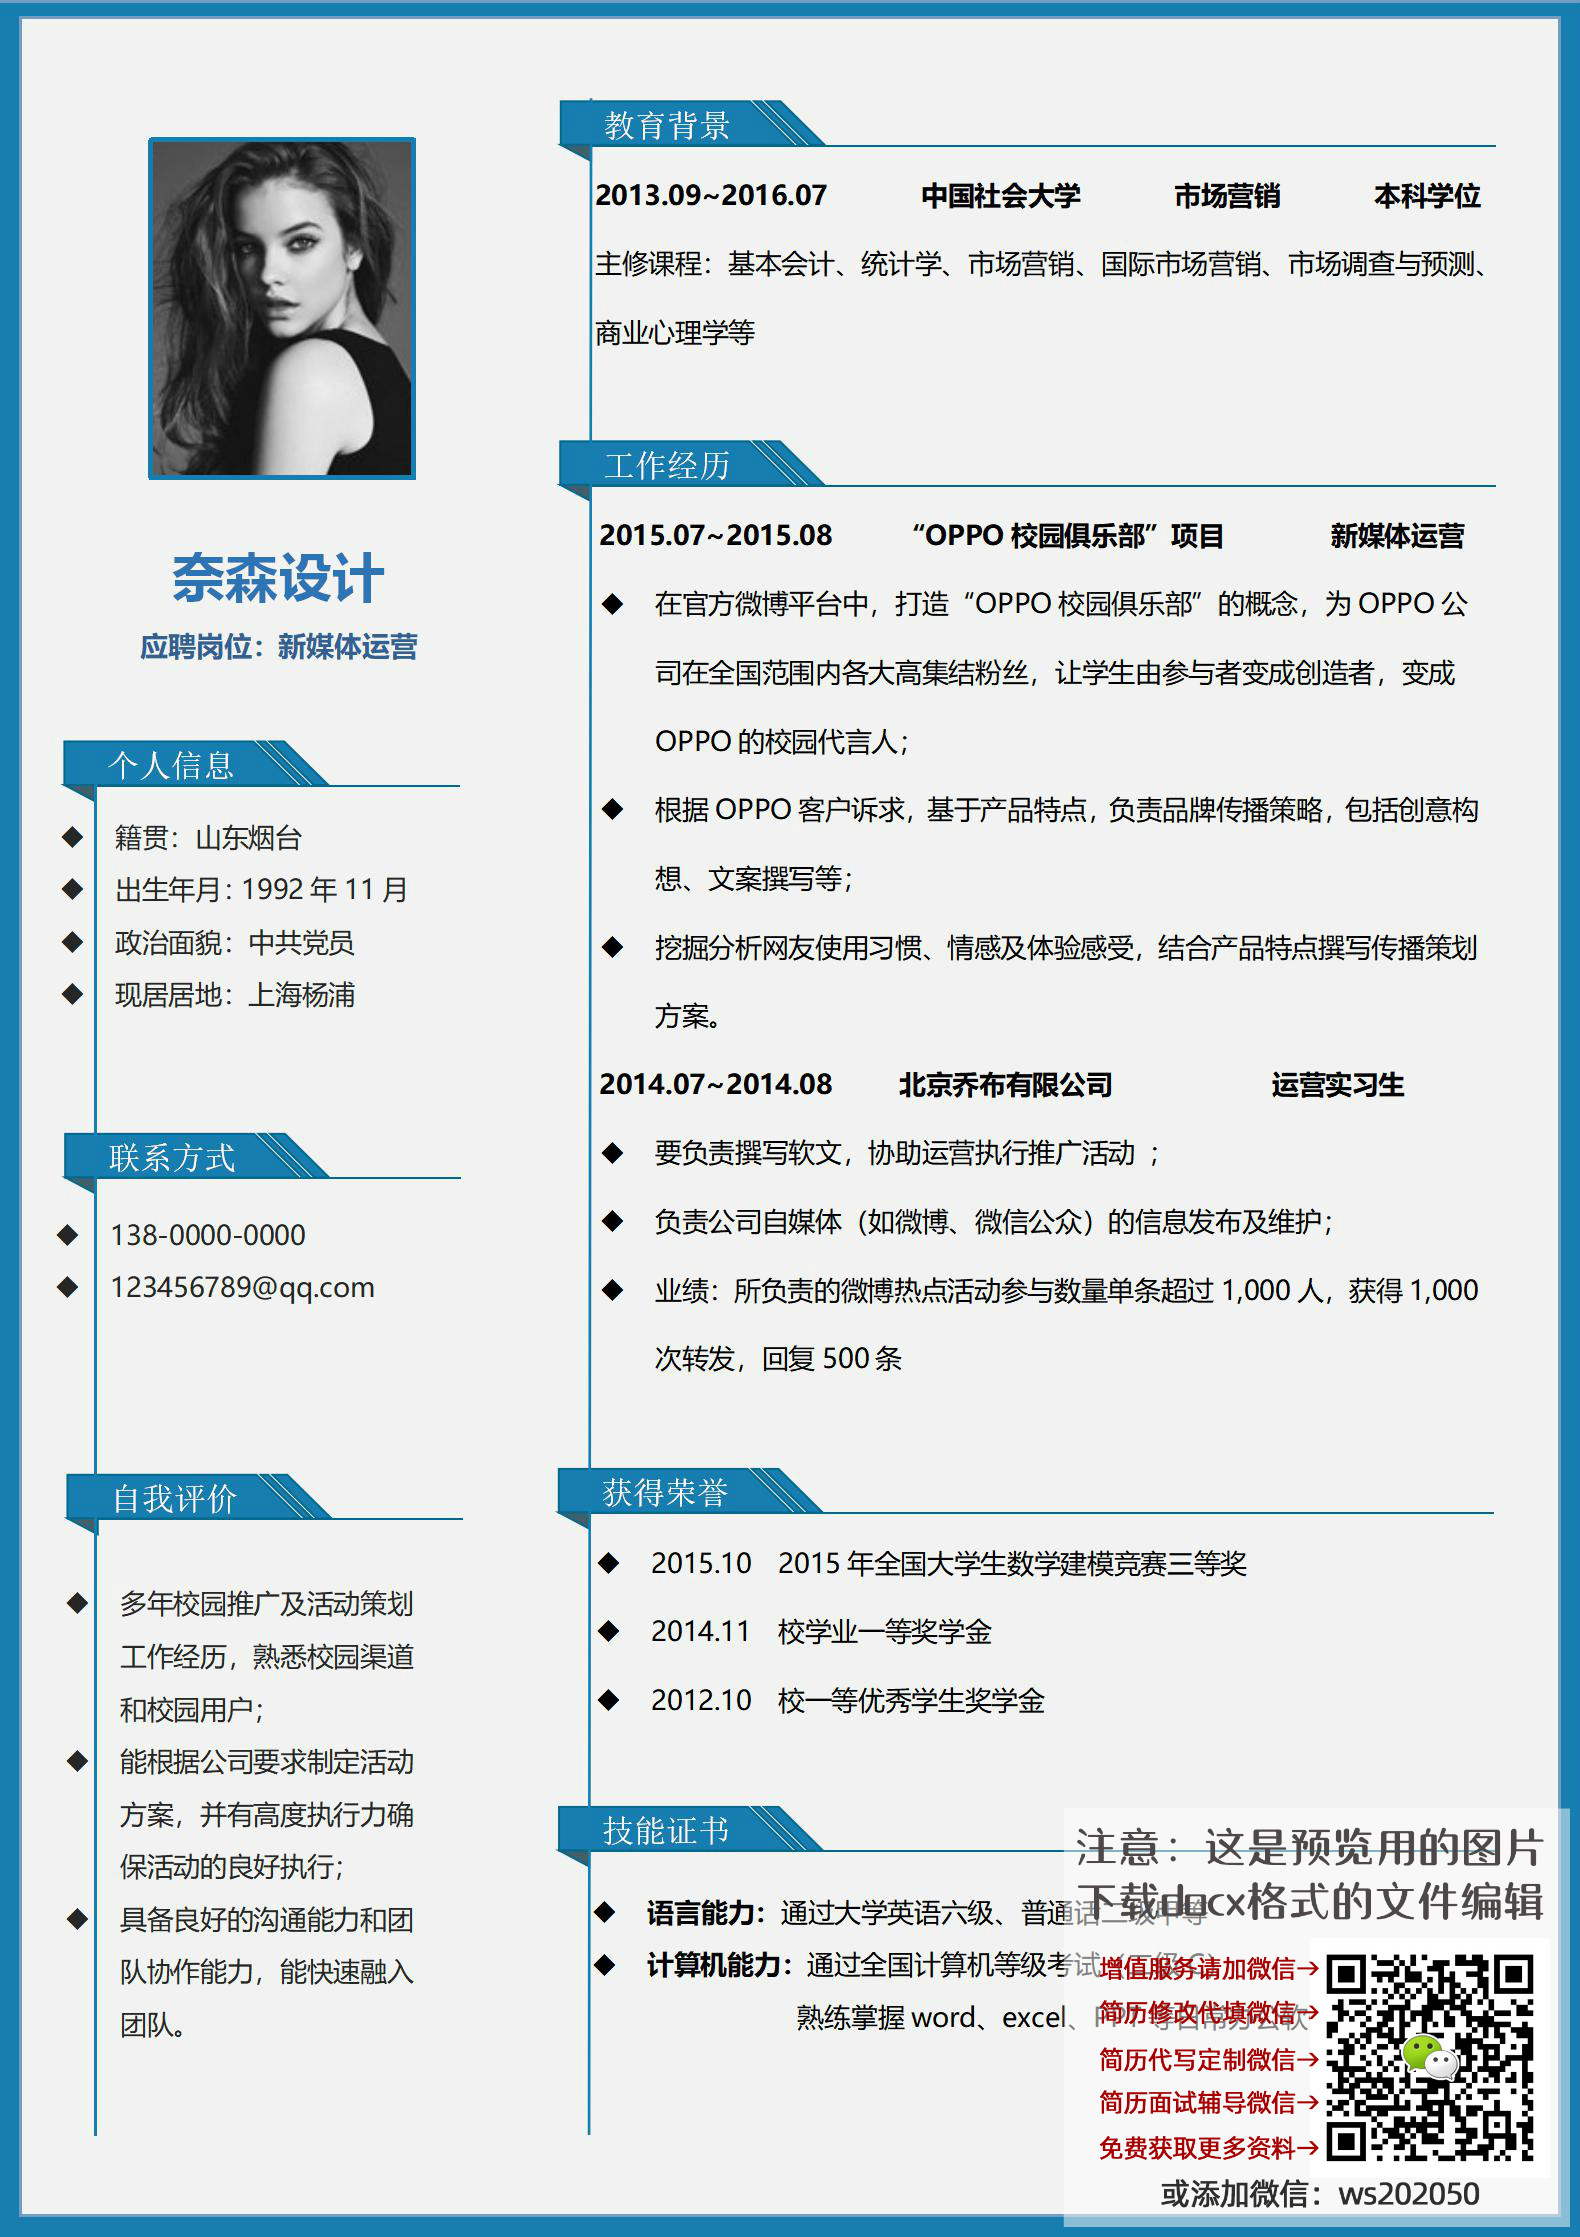 奈森设计
应聘岗位：新媒体运营
个人信息
籍贯：山东烟台
出生年月：1992 年 11 月
政治面貌：中共党员
现居居地：上海杨浦
联系方式
138-0000-0000
123456789@qq.com
自我评价
多年校园推广及活动策划
工作经历，熟悉校园渠道
和校园用户；
能根据公司要求制定活动
方案，并有高度执行力确
保活动的良好执行；
具备良好的沟通能力和团
队协作能力，能快速融入
团队。
教育背景
2013.09~2016.07 中国社会大学 市场营销 本科学位
主修课程：基本会计、统计学、市场营销、国际市场营销、市场调查与预测、
商业心理学等
工作经历
2015.07~2015.08 “OPPO 校园俱乐部”项目 新媒体运营
在官方微博平台中，打造“OPPO 校园俱乐部”的概念，为 OPPO 公
司在全国范围内各大高集结粉丝，让学生由参与者变成创造者，变成
OPPO 的校园代言人；
根据 OPPO 客户诉求，基于产品特点，负责品牌传播策略，包括创意构
想、文案撰写等；
挖掘分析网友使用习惯、情感及体验感受，结合产品特点撰写传播策划
方案。
2014.07~2014.08 北京乔布有限公司 运营实习生
要负责撰写软文，协助运营执行推广活动 ；
负责公司自媒体（如微博、微信公众）的信息发布及维护；
业绩：所负责的微博热点活动参与数量单条超过 1,000 人，获得 1,000
次转发，回复 500 条
获得荣誉
2015.10 2015 年全国大学生数学建模竞赛三等奖
2014.11 校学业一等奖学金
2012.10 校一等优秀学生奖学金
技能证书
语言能力：通过大学英语六级、普通话二级甲等
计算机能力：通过全国计算机等级考试（二级 C）
熟练掌握 word、excel、PPT 等日常办公软
注意：这是预览用的图片
下载docx格式的文件编辑
增值服务请加微信→
简历修改代填微信→
简历代写定制微信→
简历面试辅导微信→
免费获取更多资料→
或添加微信：ws202050